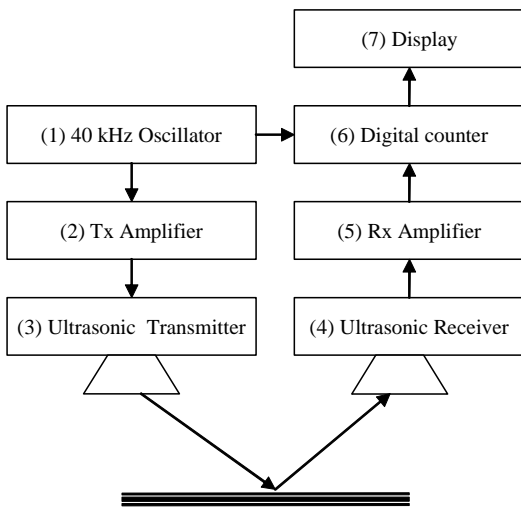 (7) Display
(1) 40 kHz Oscillator
(6) Digital counter
(2) Tx Amplifier
(5) Rx Amplifier
(3) Ultrasonic Transmitter
(4) Ultrasonic Receiver